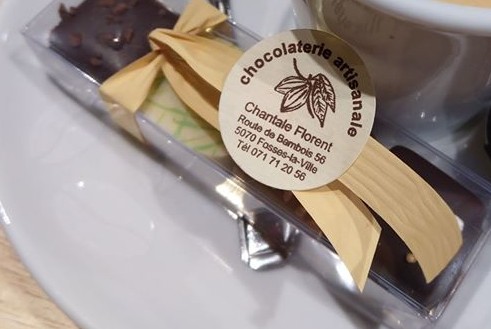 chocolaterie artisanale
Chantale Florent
Route de Bambois 56
5070 Fosses-la-Ville
Tél 071 71 20 56